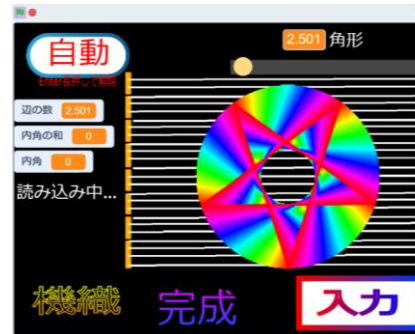 自動
2.501 角形
Enter長押しで解除
辺の数 2.501
内角の和 0
内角 0
読み込み中...
機織
完成
入力